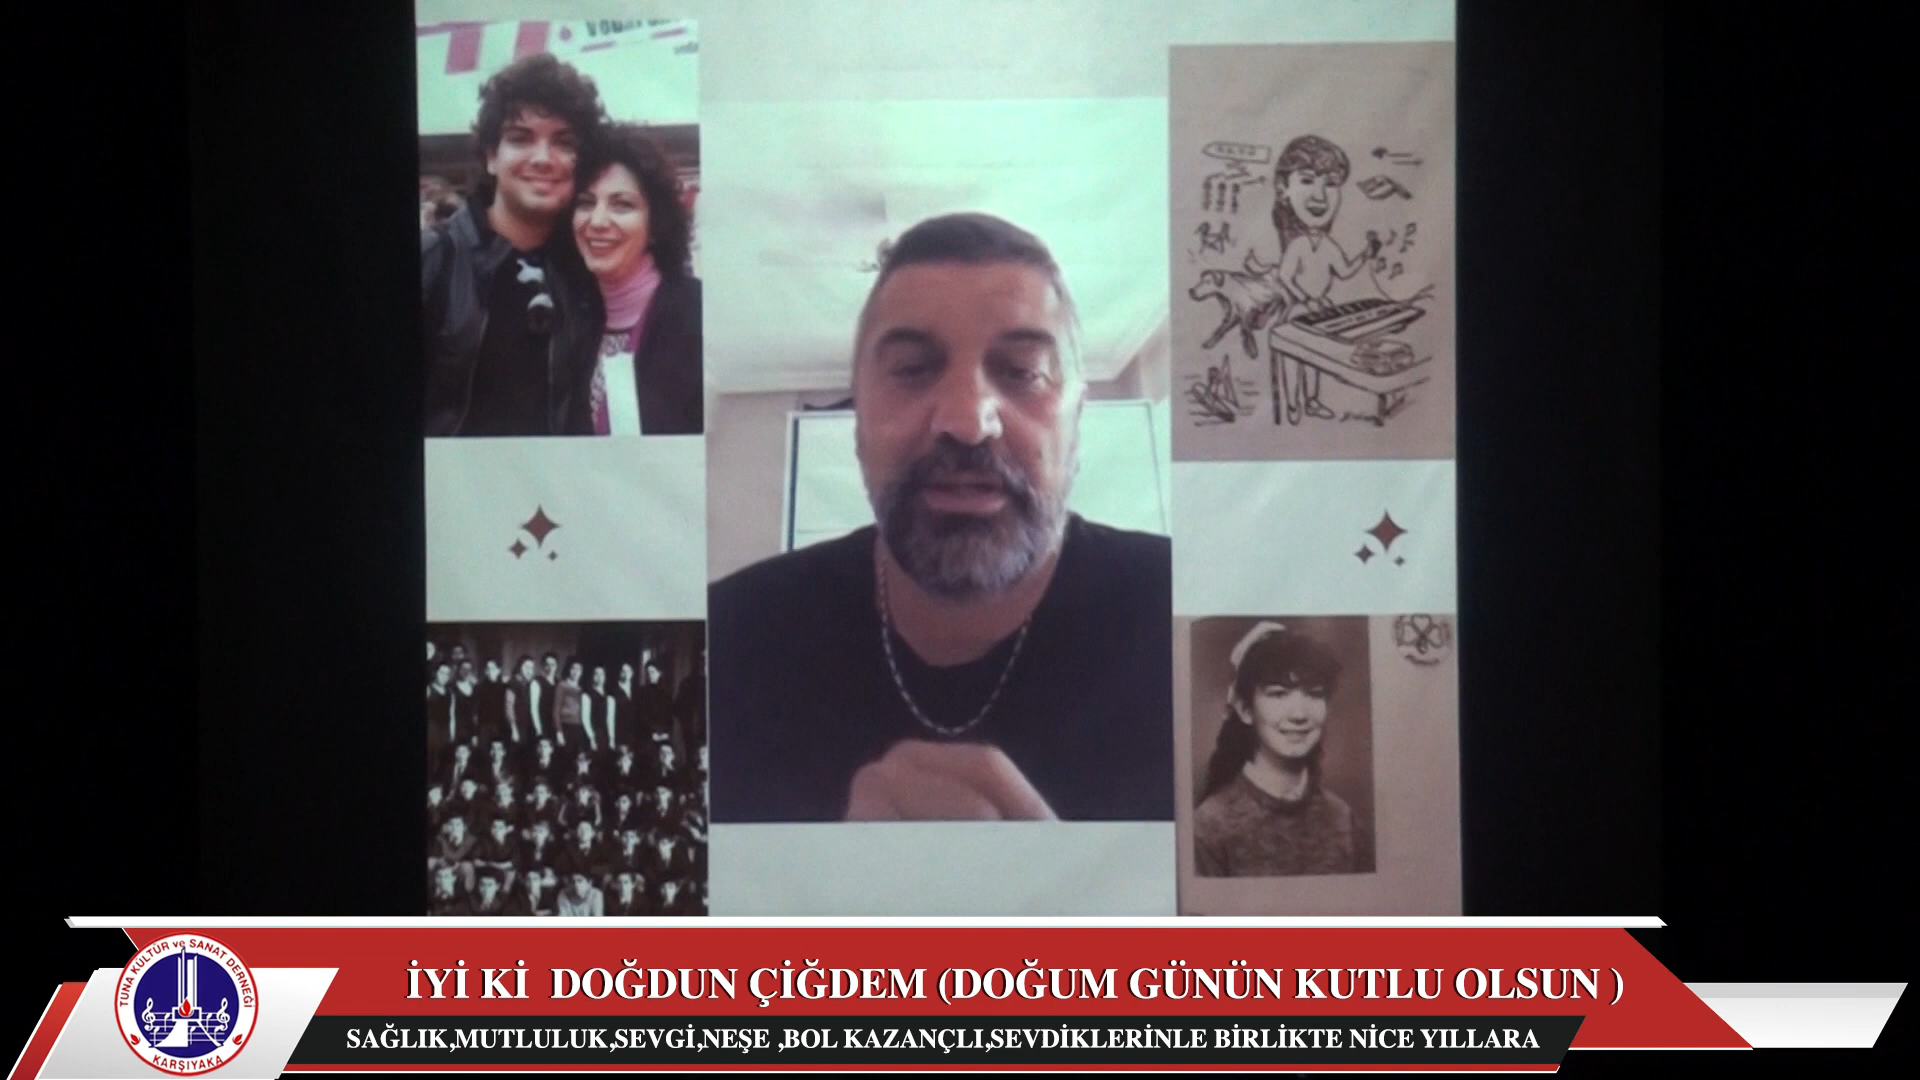 İYİ Kİ DOĞDUN ÇİĞDEM (DOĞUM GÜNÜN KUTLU OLSUN )
SAĞLIK,MUTLULUK,SEVGİ,NEŞE ,BOL KAZANÇLI,SEVDİKLERİNLE BİRLİKTE NİCE YILLARA
TUNA KÜLTÜR ve SANAT DERNEĞİ
KARŞIYAKA